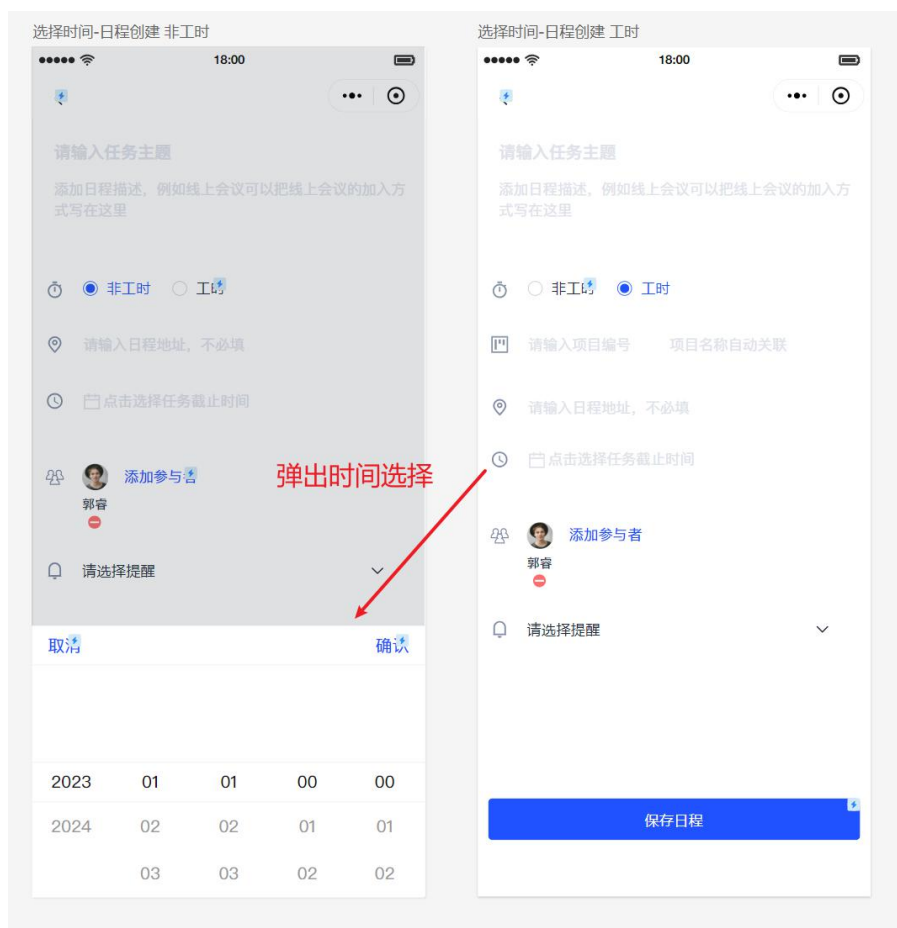 选择时间-日程创建 非工时
18:00
请输入任务主题
添加日程描述，例如线上会议可以把线上会议的加入方
式写在这里
非工时 工时
请输入日程地址，不必填
点击选择任务截止时间
添加参与者
郭睿
请选择提醒
弹出时间选择
取消 确认
2023 01 01 00 00
2024 02 02 01 01
03 03 02 02
选择时间-日程创建 工时
18:00
请输入任务主题
添加日程描述，例如线上会议可以把线上会议的加入方
式写在这里
非工时 工时
请输入项目编号 项目名称自动关联
请输入日程地址，不必填
点击选择任务截止时间
添加参与者
郭睿
请选择提醒
保存日程